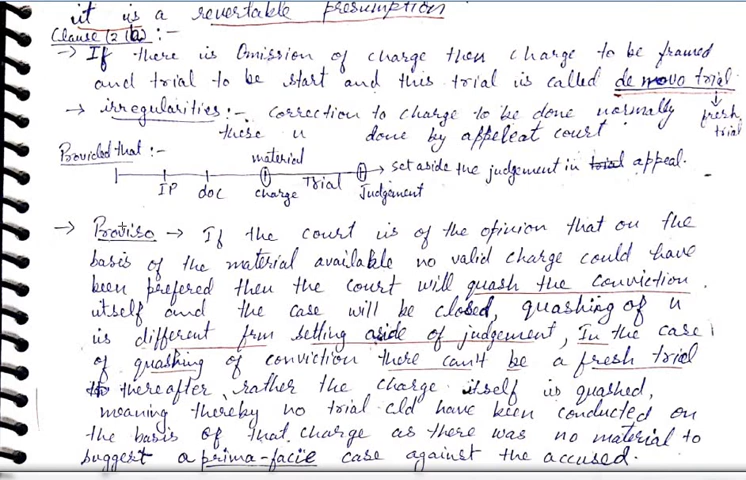 it is a revertable presumption
Clause (2)(a) :-
→ If there is Omission of charge then charge to be framed
and trial to be start and this trial is called de novo trial.
→ irregularities :- correction to charge to be done normally fresh
there u done by appeleat court trial
Provided that :-
material
→ set aside the judgement in appeal.
IP doc charge Trial Judgement
→ Proviso → If the court is of the opinion that on the
basis of the material available no valid charge could have
been prefered then the court will quash the conviction
itself and the case will be closed, quashing of u
is different frm setting aside of judgement, In the case
of quashing of conviction there can't be a fresh trial
thereafter, rather the charge itself is quashed,
meaning thereby no trial cld have been conducted on
the basis of that charge as there was no material to
suggest a prima-facie case against the accused.